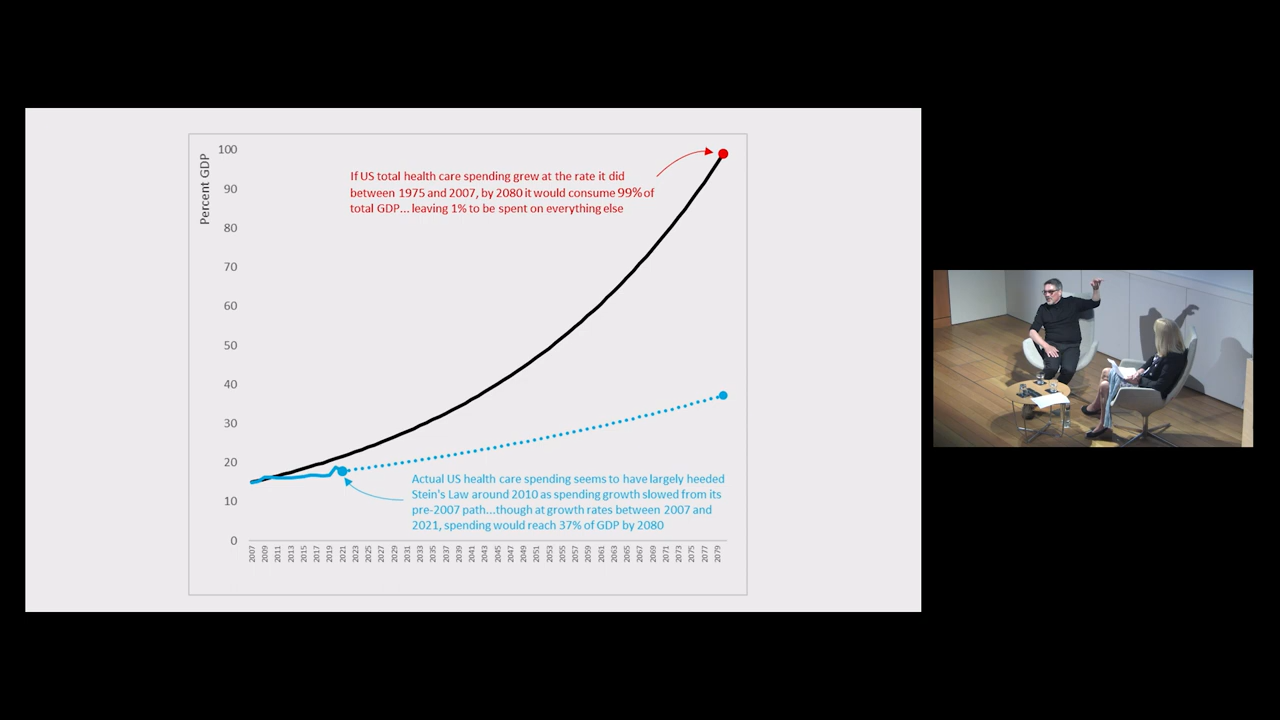 Percent GDP
100
90
80
70
60
50
40
30
20
10
0
If US total health care spending grew at the rate it did
between 1975 and 2007, by 2080 it would consume 99% of
total GDP... leaving 1% to be spent on everything else
Actual US health care spending seems to have largely heeded
Stein's Law around 2010 as spending growth slowed from its
pre-2007 path...though at growth rates between 2007 and
2021, spending would reach 37% of GDP by 2080
2007 2009 2011 2013 2015 2017 2019 2021 2023 2025 2027 2029 2031 2033 2035 2037 2039 2041 2043 2045 2047 2049 2051 2053 2055 2057 2059 2061 2063 2065 2067 2069 2071 2073 2075 2077 2079